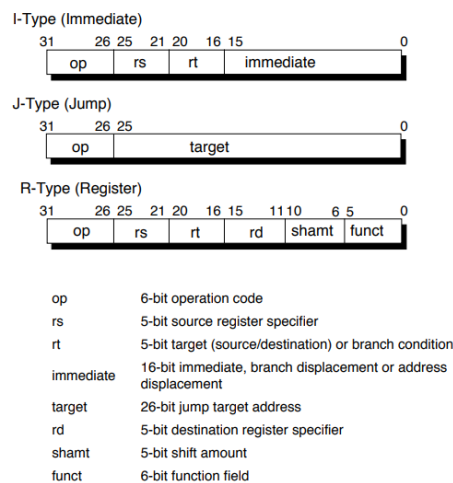 I-Type (Immediate)
31 26 25 21 20 16 15 0
op rs rt immediate
J-Type (Jump)
31 26 25 0
op target
R-Type (Register)
31 26 25 21 20 16 15 11 10 6 5 0
op rs rt rd shamt funct
op 6-bit operation code
rs 5-bit source register specifier
rt 5-bit target (source/destination) or branch condition
immediate 16-bit immediate, branch displacement or address
displacement
target 26-bit jump target address
rd 5-bit destination register specifier
shamt 5-bit shift amount
funct 6-bit function field